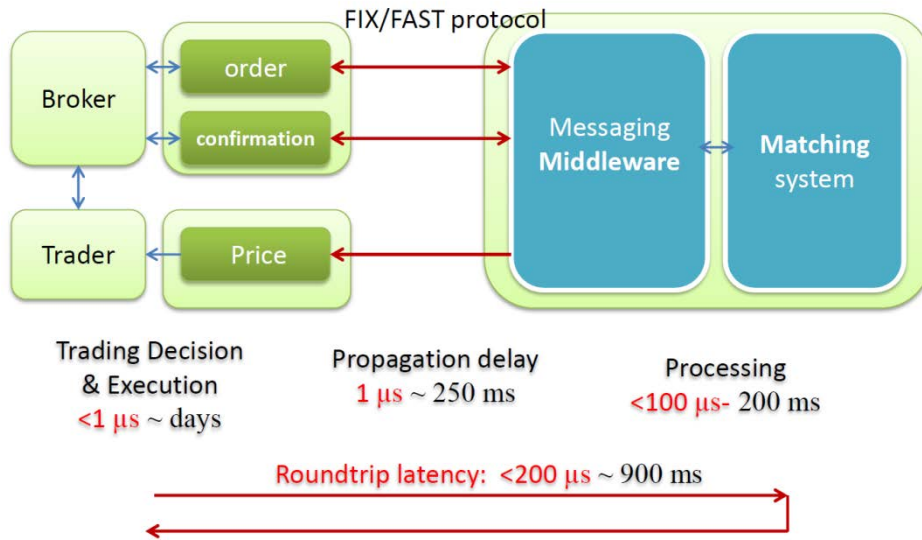 FIX/FAST protocol
Broker
order
confirmation
Messaging
Middleware
Matching
system
Trader
Price
Trading Decision
& Execution
<1 µs ~ days
Propagation delay
1 µs ~ 250 ms
Processing
<100 µs- 200 ms
Roundtrip latency: <200 µs ~ 900 ms